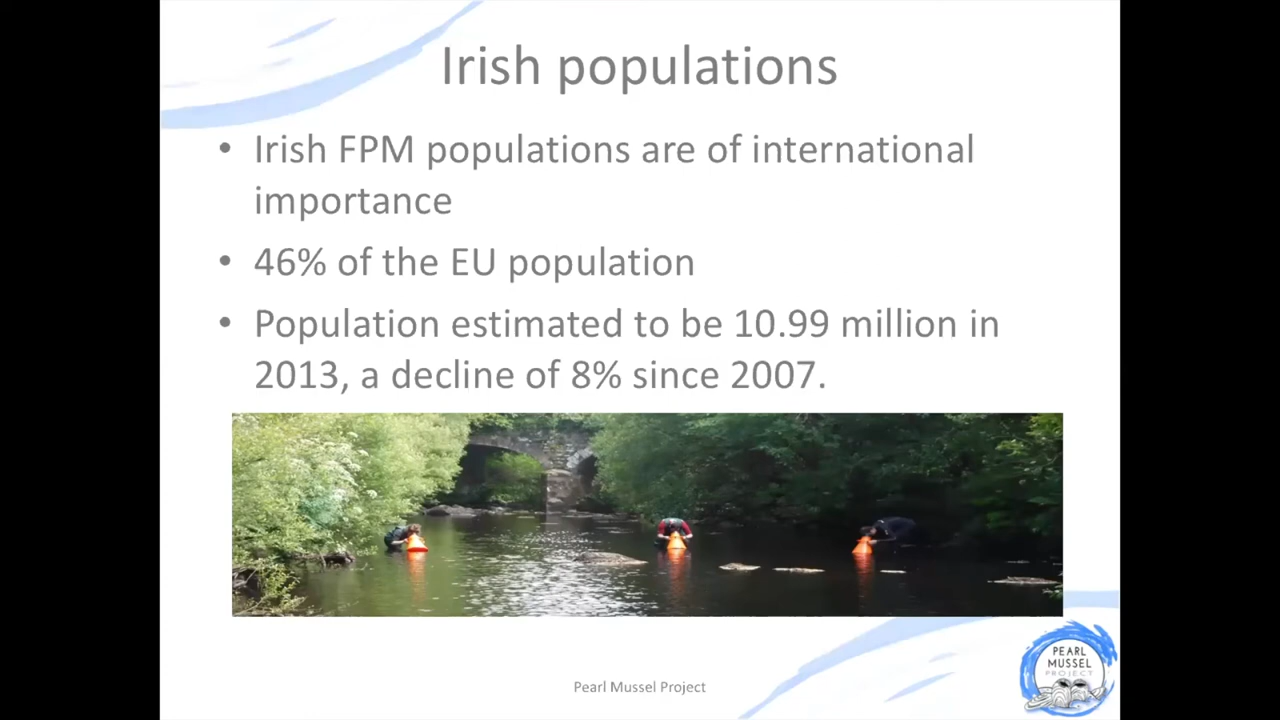 Irish populations
• Irish FPM populations are of international
importance
• 46% of the EU population
• Population estimated to be 10.99 million in
2013, a decline of 8% since 2007.
Pearl Mussel Project
PEARL
MUSSEL
PROJECT